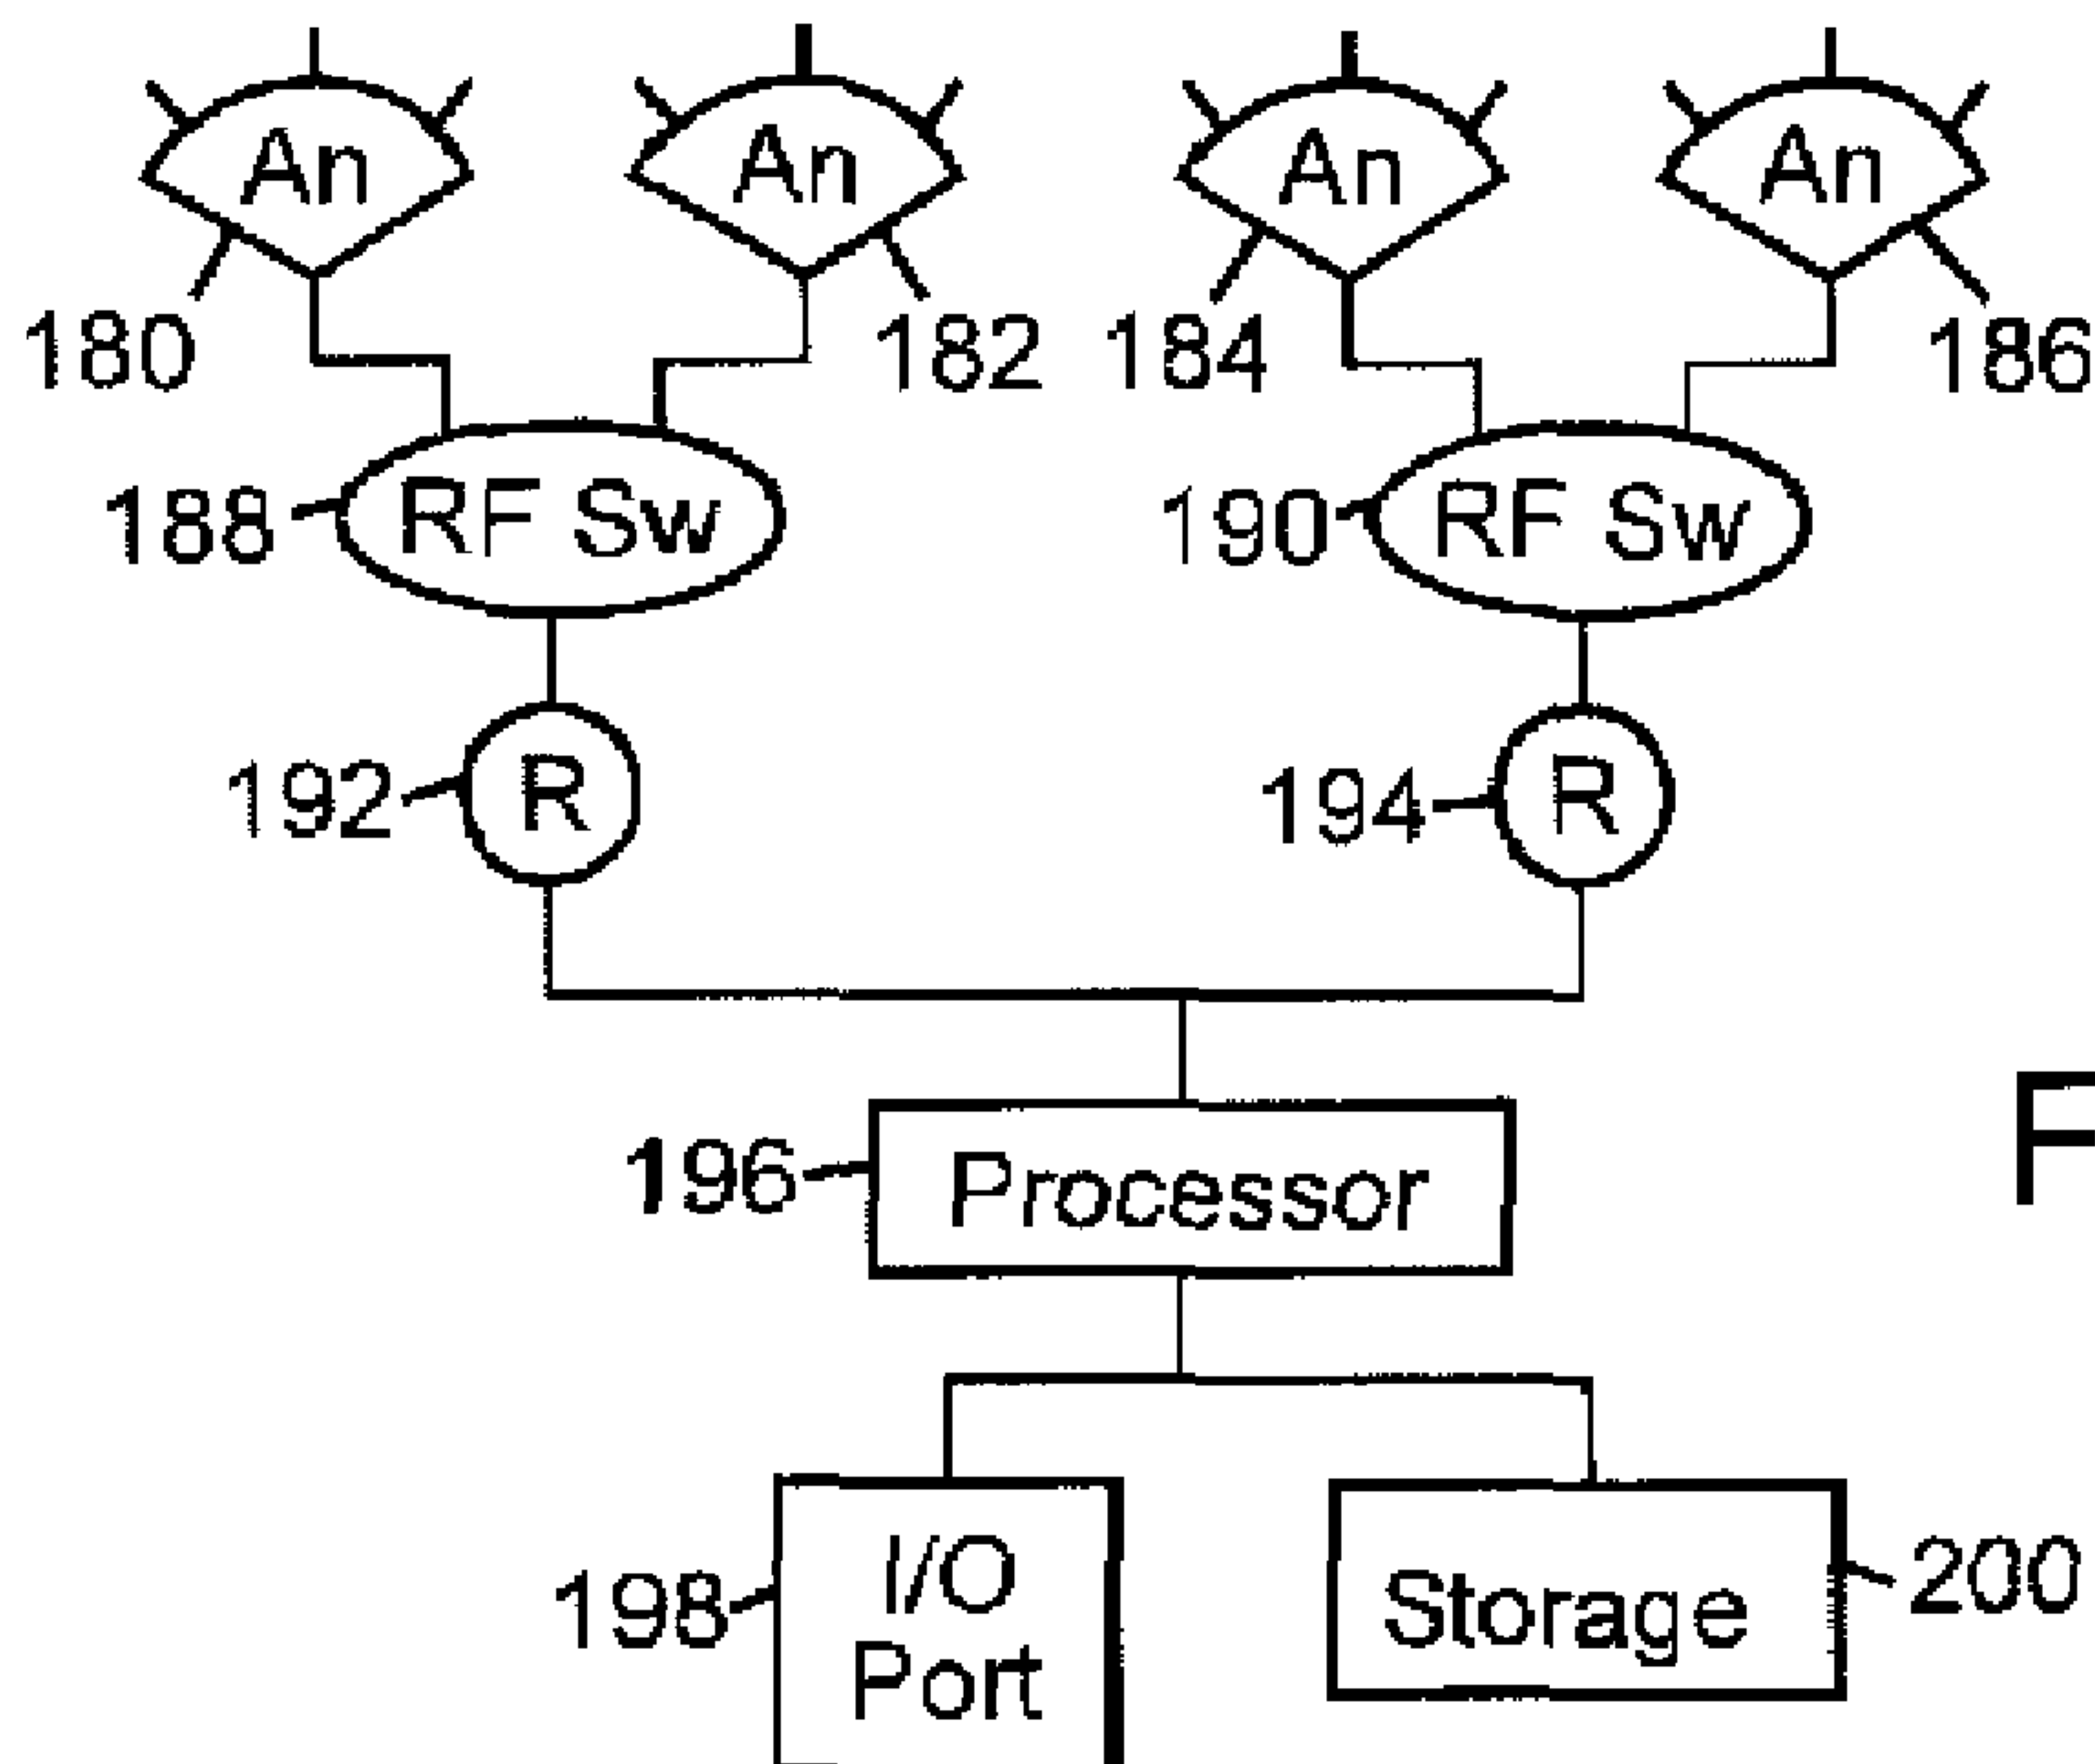 An An An An
180 182 184 186
188 RF Sw 190 RF Sw
192 R 194 R
196 Processor
F
I/O
198 Storage 200
Port